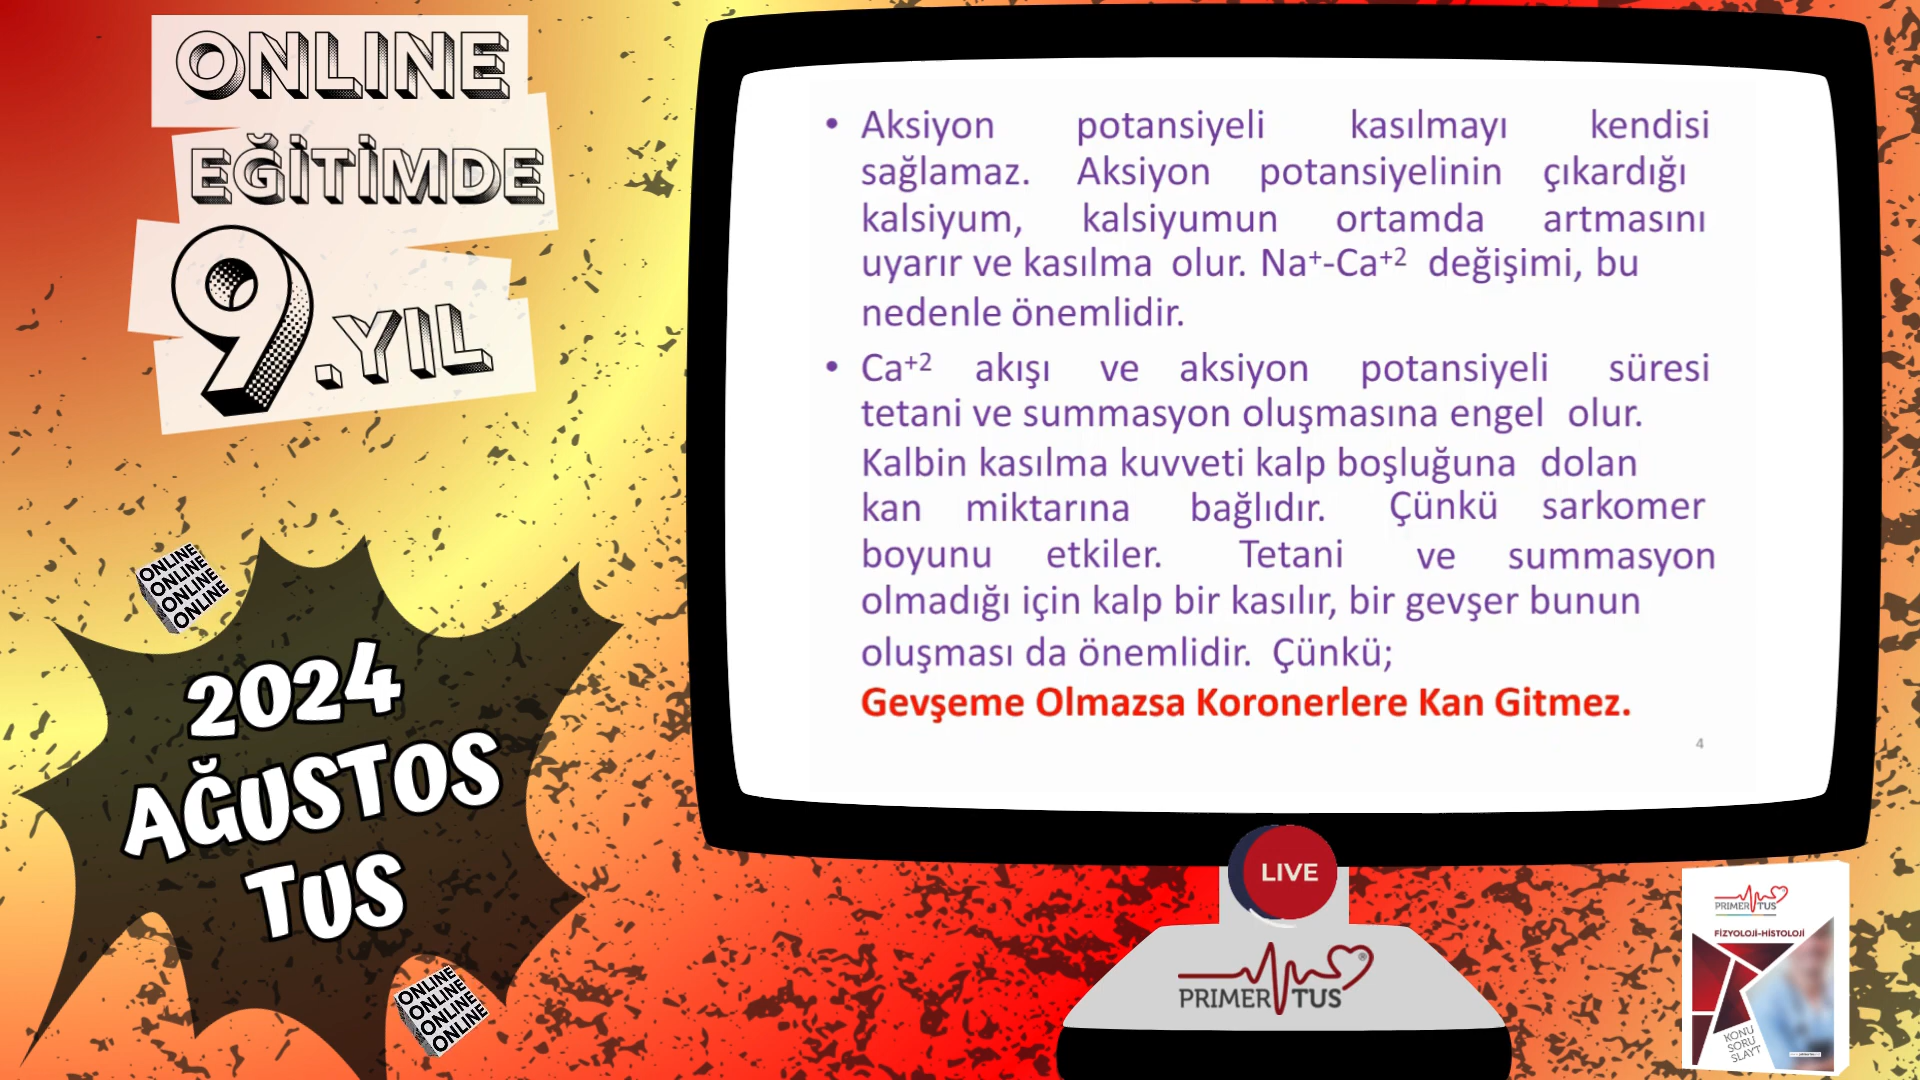 ONLINE
EĞİTİMDE
9.YIL
ONLINE
ONLINE
ONLINE
ONLINE
2024
AĞUSTOS
TUS
ONLINE
ONLINE
ONLINE
ONLINE
• Aksiyon potansiyeli kasılmayı kendisi
sağlamaz. Aksiyon potansiyelinin çıkardığı
kalsiyum, kalsiyumun ortamda artmasını
uyarır ve kasılma olur. Na⁺-Ca⁺² değişimi, bu
nedenle önemlidir.
• Ca⁺² akışı ve aksiyon potansiyeli süresi
tetani ve summasyon oluşmasına engel olur.
Kalbin kasılma kuvveti kalp boşluğuna dolan
kan miktarına bağlıdır. Çünkü sarkomer
boyunu etkiler. Tetani ve summasyon
olmadığı için kalp bir kasılır, bir gevşer bunun
oluşması da önemlidir. Çünkü;
Gevşeme Olmazsa Koronerlere Kan Gitmez.
4
LIVE
PRIMER TUS
®
PRIMER TUS
FİZYOLOJİ-HİSTOLOJİ
KONU
SORU
SLAYT